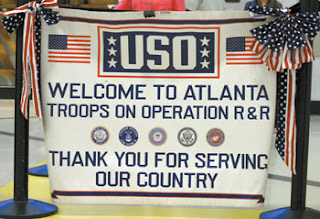 USO
WELCOME TO ATLANTA
TROOPS ON OPERATION R&R
THANK YOU FOR SERVING
OUR COUNTRY